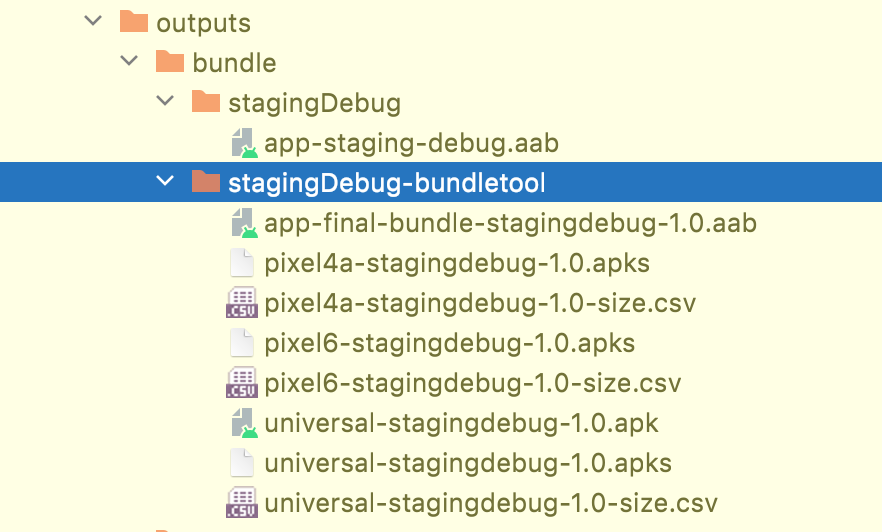 outputs
bundle
stagingDebug
app-staging-debug.aab
stagingDebug-bundletool
app-final-bundle-stagingdebug-1.0.aab
pixel4a-stagingdebug-1.0.apks
.CSV pixel4a-stagingdebug-1.0-size.csv
pixel6-stagingdebug-1.0.apks
.CSV pixel6-stagingdebug-1.0-size.csv
universal-stagingdebug-1.0.apk
universal-stagingdebug-1.0.apks
.CSV universal-stagingdebug-1.0-size.csv